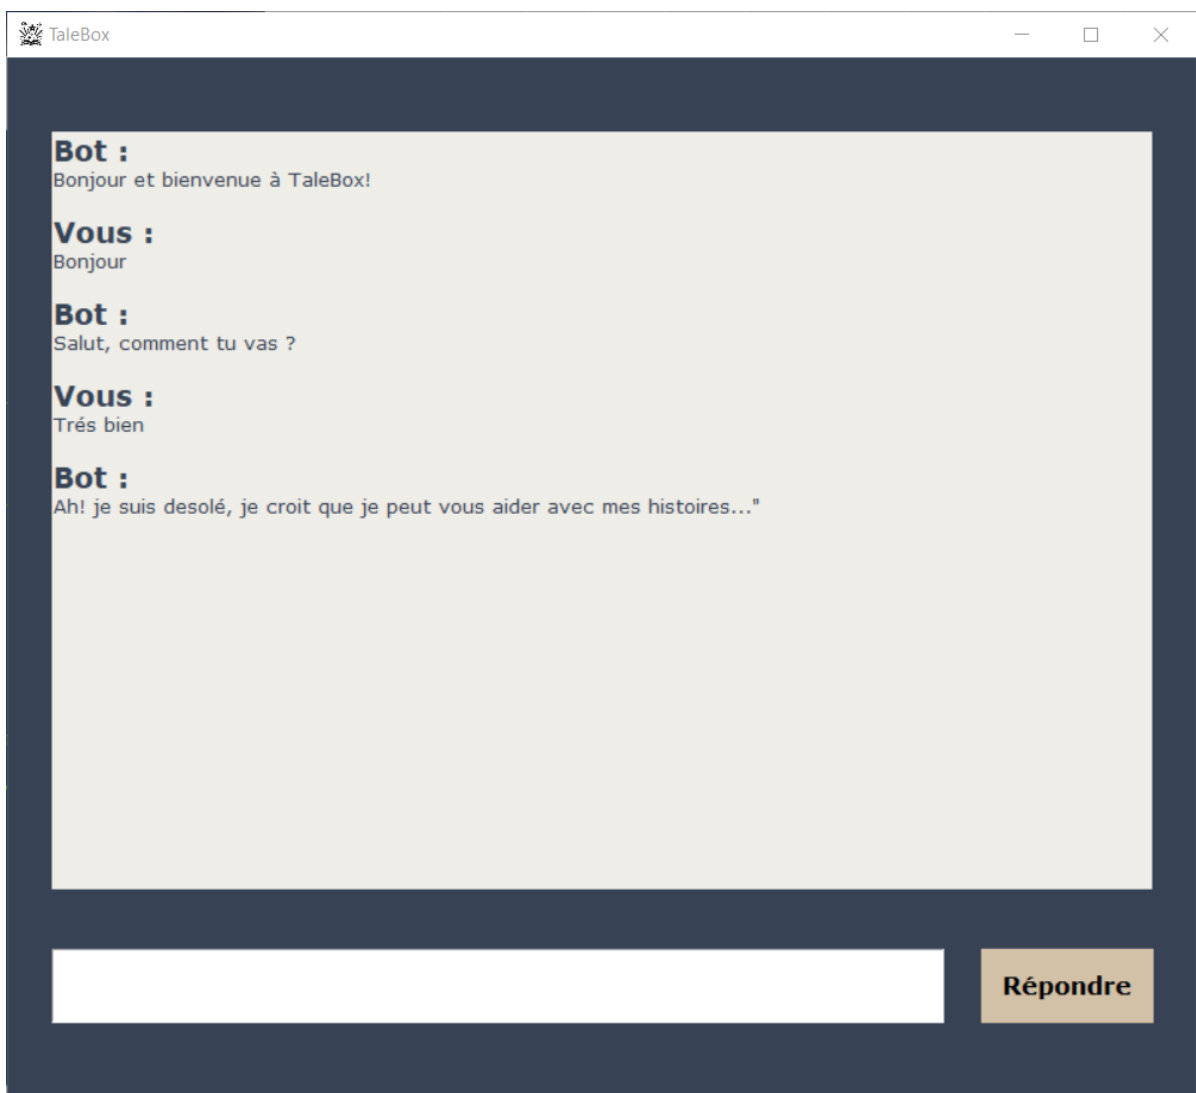 TaleBox
Bot :
Bonjour et bienvenue à TaleBox!
Vous :
Bonjour
Bot :
Salut, comment tu vas ?
Vous :
Trés bien
Bot :
Ah! je suis desolé, je croit que je peut vous aider avec mes histoires..."
Répondre